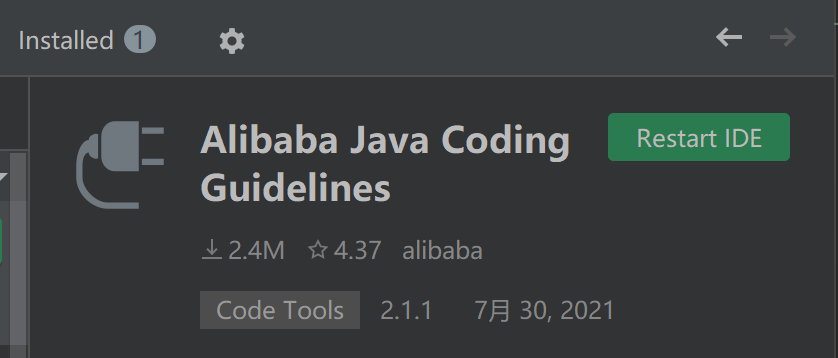 Installed 1
Alibaba Java Coding
Guidelines
Restart IDE
2.4M 4.37 alibaba
Code Tools 2.1.1 7月 30, 2021